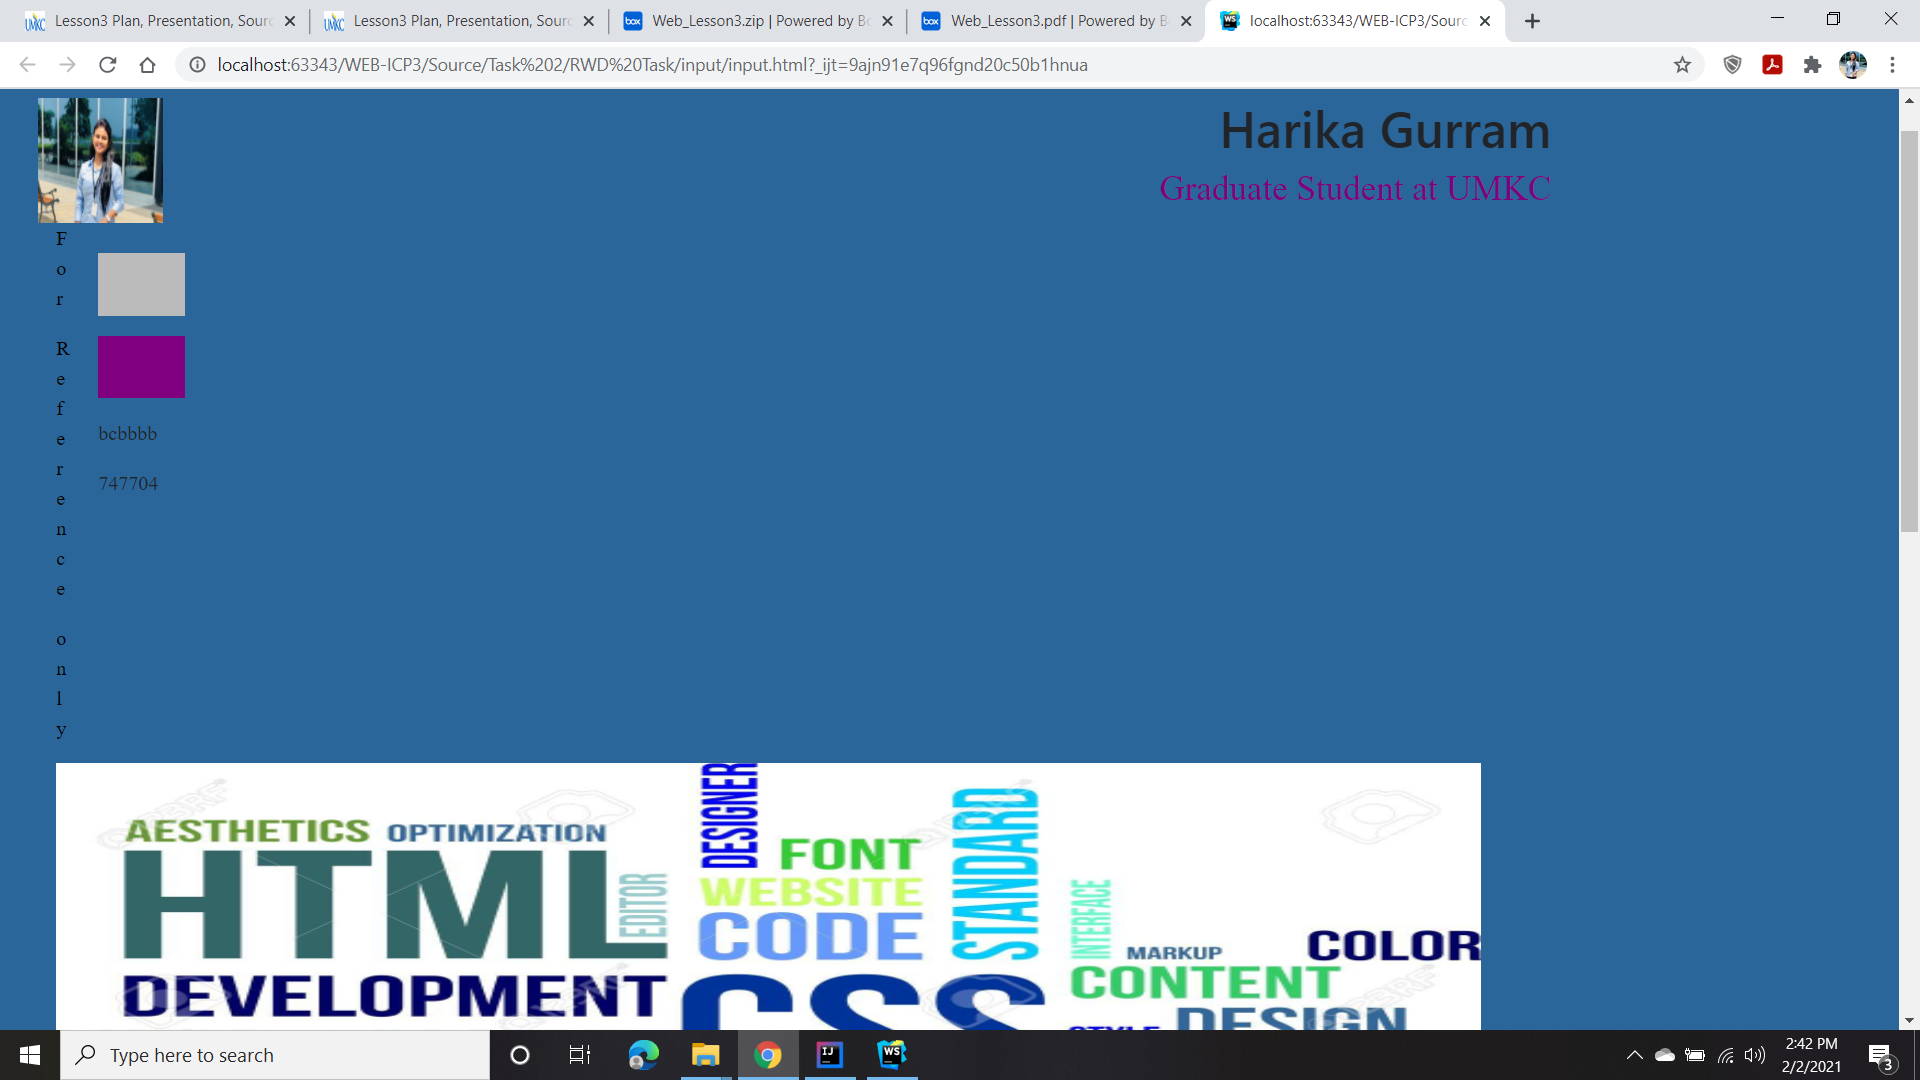 Lesson3 Plan, Presentation, Sourc
Lesson3 Plan, Presentation, Sourc
Web_Lesson3.zip | Powered by Bo
Web_Lesson3.pdf | Powered by B
localhost:63343/WEB-ICP3/Sourc
localhost:63343/WEB-ICP3/Source/Task%202/RWD%20Task/input/input.html?_ijt=9ajn91e7q96fgnd20c50b1hnua
Harika Gurram
Graduate Student at UMKC
F
o
r
R
e
f
e
r
e
n
c
e
o
n
l
y
bcbbbb
747704
AESTHETICS OPTIMIZATION
HTML
EDITOR
DEVELOPMENT
DESIGNER
FONT
WEBSITE
CODE
CSS
STANDARD
INTERFACE
MARKUP
COLOR
CONTENT
STYLE
DESIGN
Type here to search
2:42 PM
2/2/2021
3